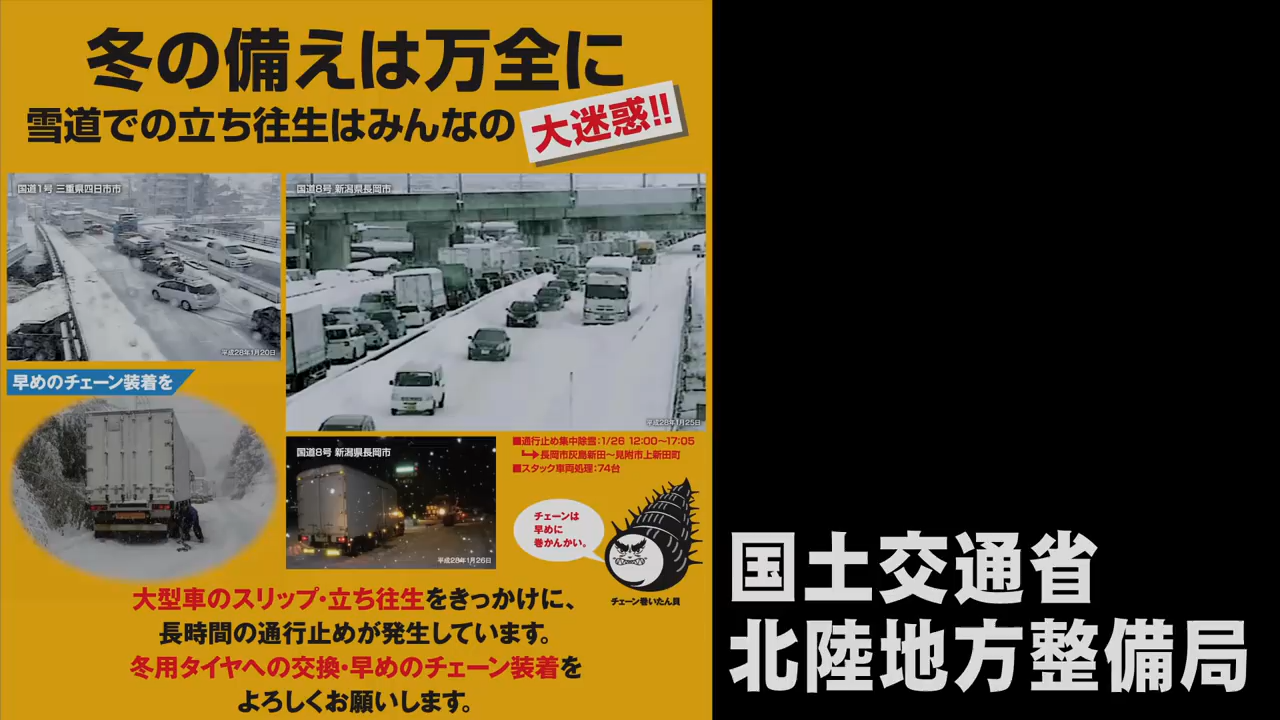 冬の備えは万全に
雪道での立ち往生はみんなの
大迷惑!!
国道1号 三重県四日市市
平成28年1月20日
国道8号 新潟県長岡市
平成28年1月25日
早めのチェーン装着を
国道8号 新潟県長岡市
平成28年1月26日
■通行止め集中除雪：1/26 12:00～17:05
長岡市灰島新田～見附市上新田町
■スタック車両処理：74台
チェーンは
早めに
巻かんかい。
チェーン巻いたん貝
大型車のスリップ・立ち往生をきっかけに、
長時間の通行止めが発生しています。
冬用タイヤへの交換・早めのチェーン装着を
よろしくお願いします。
国土交通省
北陸地方整備局